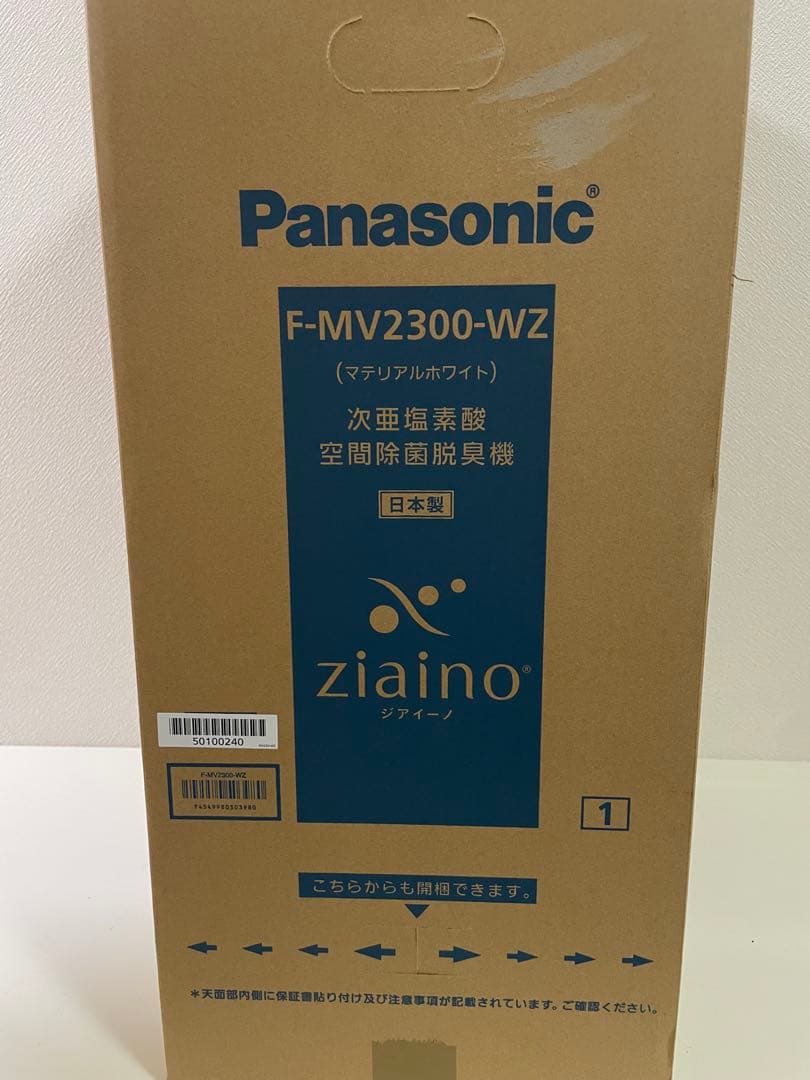 Panasonic®
F-MV2300-WZ
(マテリアルホワイト)
次亜塩素酸
空間除菌脱臭機
日本製
ziaino®
ジアイーノ
50100240
F-MV2300-WZ
1
こちらからも開梱できます。
*天面部内側に保証書貼り付け及び注意事項が記載されています。ご確認ください。